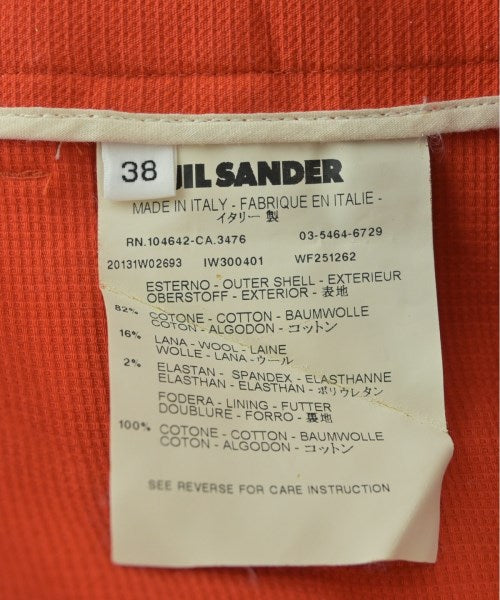 38
JIL SANDER
MADE IN ITALY - FABRIQUE EN ITALIE -
イタリー 製
RN.104642-CA.3476 03-5464-6729
20131W02693 IW300401 WF251262
ESTERNO - OUTER SHELL - EXTERIEUR
OBERSTOFF - EXTERIOR - 表地
82% COTONE - COTTON - BAUMWOLLE
COTON - ALGODON - コットン
16% LANA - WOOL - LAINE
WOLLE - LANA - ウール
2% ELASTAN - SPANDEX - ELASTHANNE
ELASTHAN - ELASTHAN - ポリウレタン
FODERA - LINING - FUTTER
DOUBLURE - FORRO - 裏地
100% COTONE - COTTON - BAUMWOLLE
COTON - ALGODON - コットン
SEE REVERSE FOR CARE INSTRUCTION